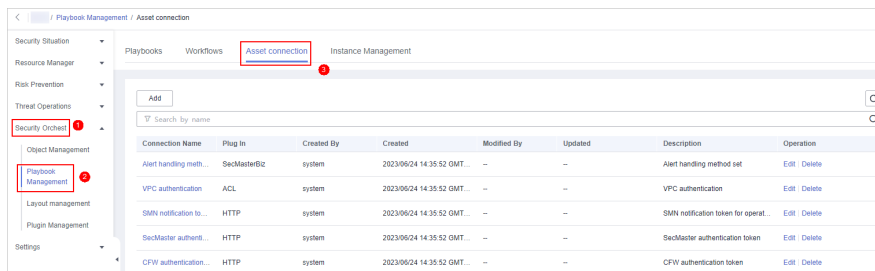 / Playbook Management / Asset connection
Security Situation
Resource Manager
Risk Prevention
Threat Operations
Security Orchest 1
Object Management
Playbook
Management 2
Layout management
Plugin Management
Settings
Playbooks Workflows Asset connection Instance Management
3
Add
Search by name
Connection Name Plug In Created By Created Modified By Updated Description Operation
Alert handling meth... SecMasterBiz system 2023/06/24 14:35:52 GMT... -- -- Alert handling method set Edit | Delete
VPC authentication ACL system 2023/06/24 14:35:52 GMT... -- -- VPC authentication Edit | Delete
SMN notification to... HTTP system 2023/06/24 14:35:52 GMT... -- -- SMN notification token for operat... Edit | Delete
SecMaster authenti... HTTP system 2023/06/24 14:35:52 GMT... -- -- SecMaster authentication token Edit | Delete
CFW authentication... HTTP system 2023/06/24 14:35:52 GMT... -- -- CFW authentication token Edit | Delete